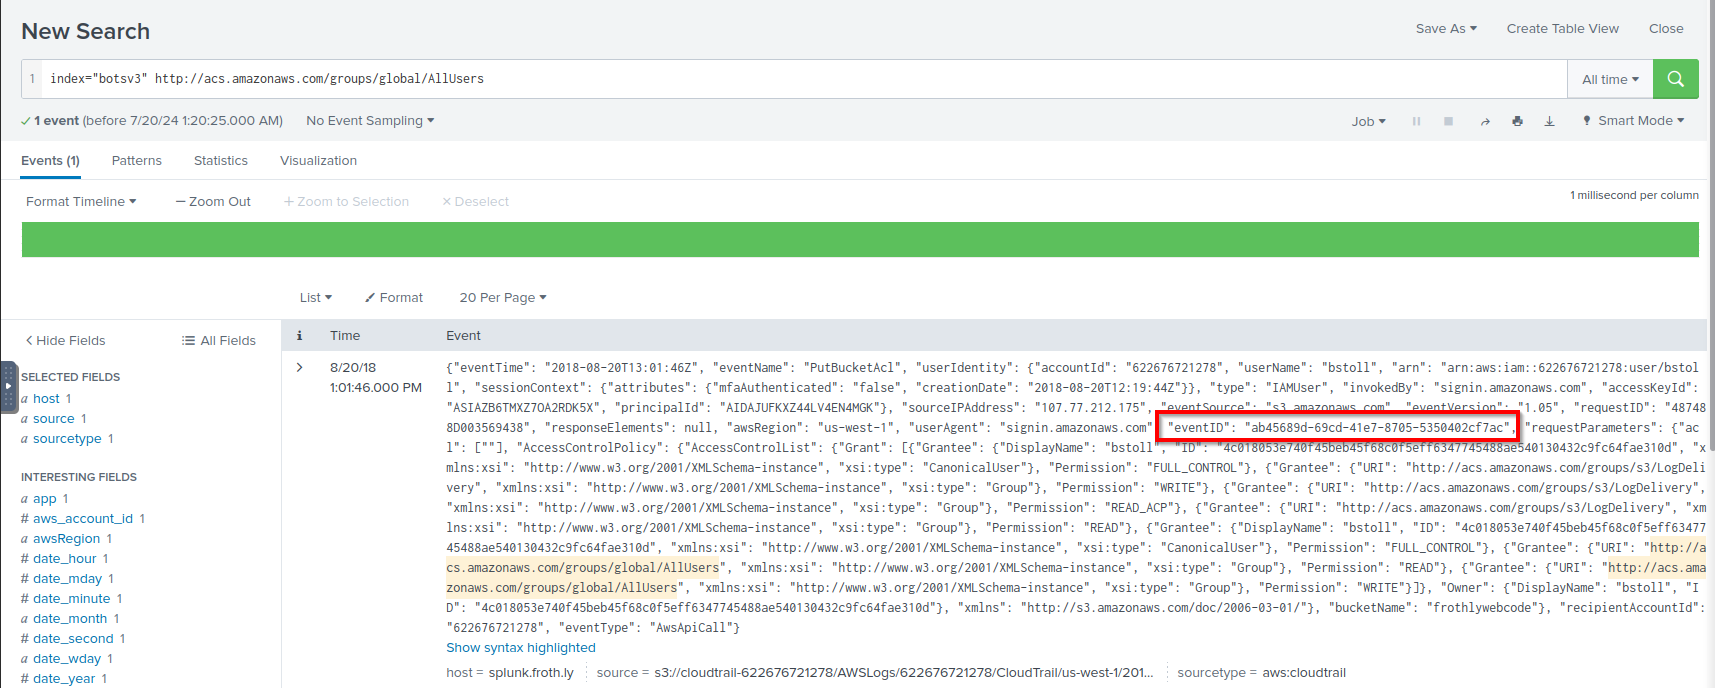 New Search
Save As
Create Table View
Close
1 index="botsv3" http://acs.amazonaws.com/groups/global/AllUsers
All time
1 event (before 7/20/24 1:20:25.000 AM)
No Event Sampling
Job
Smart Mode
Events (1)
Patterns
Statistics
Visualization
Format Timeline
— Zoom Out
+ Zoom to Selection
× Deselect
1 millisecond per column
List
Format
20 Per Page
< Hide Fields
All Fields
i
Time
Event
SELECTED FIELDS
a host 1
a source 1
a sourcetype 1
INTERESTING FIELDS
a app 1
# aws_account_id 1
a awsRegion 1
# date_hour 1
# date_mday 1
# date_minute 1
a date_month 1
# date_second 1
a date_wday 1
# date_year 1
>
8/20/18
1:01:46.000 PM
{"eventTime": "2018-08-20T13:01:46Z", "eventName": "PutBucketAcl", "userIdentity": {"accountId": "622676721278", "userName": "bstoll", "arn": "arn:aws:iam::622676721278:user/bstol
l", "sessionContext": {"attributes": {"mfaAuthenticated": "false", "creationDate": "2018-08-20T12:19:44Z"}}, "type": "IAMUser", "invokedBy": "signin.amazonaws.com", "accessKeyId":
"ASIAZB6TMXZ7OA2RDK5X", "principalId": "AIDAJUFKXZ44LV4EN4MGK"}, "sourceIPAddress": "107.77.212.175", "eventSource": "s3.amazonaws.com", "eventVersion": "1.05", "requestID": "48748
8D003569438", "responseElements": null, "awsRegion": "us-west-1", "userAgent": "signin.amazonaws.com", "eventID": "ab45689d-69cd-41e7-8705-5350402cf7ac", "requestParameters": {"ac
l": [""], "AccessControlPolicy": {"AccessControlList": {"Grant": [{"Grantee": {"DisplayName": "bstoll", "ID": "4c018053e740f45beb45f68c0f5eff6347745488ae540130432c9fc64fae310d", "x
mlns:xsi": "http://www.w3.org/2001/XMLSchema-instance", "xsi:type": "CanonicalUser"}, "Permission": "FULL_CONTROL"}, {"Grantee": {"URI": "http://acs.amazonaws.com/groups/s3/LogDeli
very", "xmlns:xsi": "http://www.w3.org/2001/XMLSchema-instance", "xsi:type": "Group"}, "Permission": "WRITE"}, {"Grantee": {"URI": "http://acs.amazonaws.com/groups/s3/LogDelivery",
"xmlns:xsi": "http://www.w3.org/2001/XMLSchema-instance", "xsi:type": "Group"}, "Permission": "READ_ACP"}, {"Grantee": {"URI": "http://acs.amazonaws.com/groups/s3/LogDelivery", "xm
lns:xsi": "http://www.w3.org/2001/XMLSchema-instance", "xsi:type": "Group"}, "Permission": "READ"}, {"Grantee": {"DisplayName": "bstoll", "ID": "4c018053e740f45beb45f68c0f5eff63477
45488ae540130432c9fc64fae310d", "xmlns:xsi": "http://www.w3.org/2001/XMLSchema-instance", "xsi:type": "CanonicalUser"}, "Permission": "FULL_CONTROL"}, {"Grantee": {"URI": "http://a
cs.amazonaws.com/groups/global/AllUsers", "xmlns:xsi": "http://www.w3.org/2001/XMLSchema-instance", "xsi:type": "Group"}, "Permission": "READ"}, {"Grantee": {"URI": "http://acs.ama
zonaws.com/groups/global/AllUsers", "xmlns:xsi": "http://www.w3.org/2001/XMLSchema-instance", "xsi:type": "Group"}, "Permission": "WRITE"}]}, "Owner": {"DisplayName": "bstoll", "I
D": "4c018053e740f45beb45f68c0f5eff6347745488ae540130432c9fc64fae310d"}, "xmlns": "http://s3.amazonaws.com/doc/2006-03-01/"}, "bucketName": "frothlywebcode"}, "recipientAccountId":
"622676721278", "eventType": "AwsApiCall"}
Show syntax highlighted
host = splunk.froth.ly
source = s3://cloudtrail-622676721278/AWSLogs/622676721278/CloudTrail/us-west-1/201...
sourcetype = aws:cloudtrail